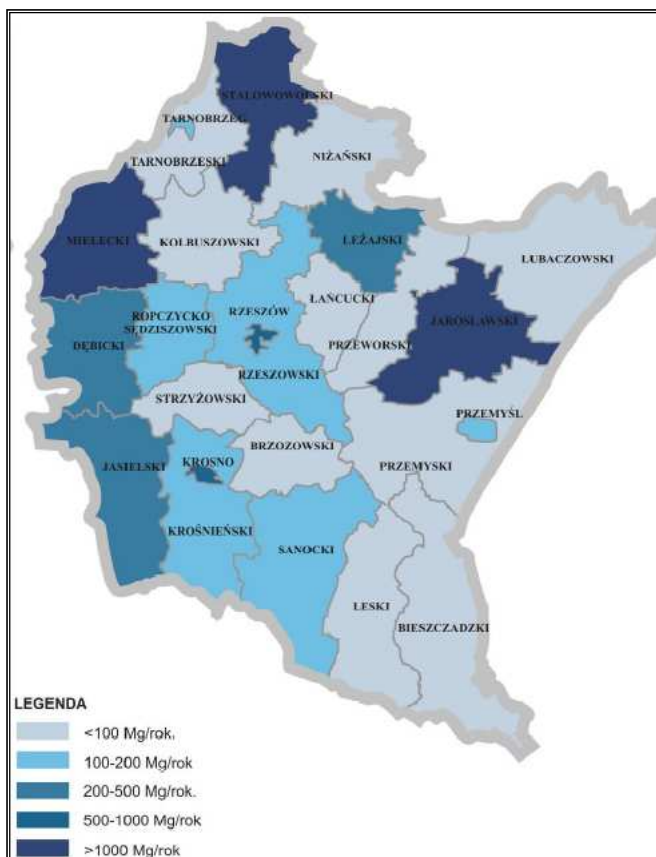 STALOWOWOLSKI
TARNOBRZEG
NIŻAŃSKI
TARNOBRZESKI
MIELECKI
KOLBUSZOWSKI
LEŻAJSKI
LUBACZOWSKI
ROPCZYCKO
SĘDZISZOWSKI
RZESZÓW
ŁAŃCUCKI
JAROSŁAWSKI
DĘBICKI
PRZEWORSKI
RZESZOWSKI
STRZYŻOWSKI
PRZEMYŚL
BRZOZOWSKI
JASIELSKI
KROSNO
PRZEMYSKI
KROŚNIEŃSKI
SANOCKI
LESKI
BIESZCZADZKI
LEGENDA
<100 Mg/rok.
100-200 Mg/rok
200-500 Mg/rok.
500-1000 Mg/rok
>1000 Mg/rok